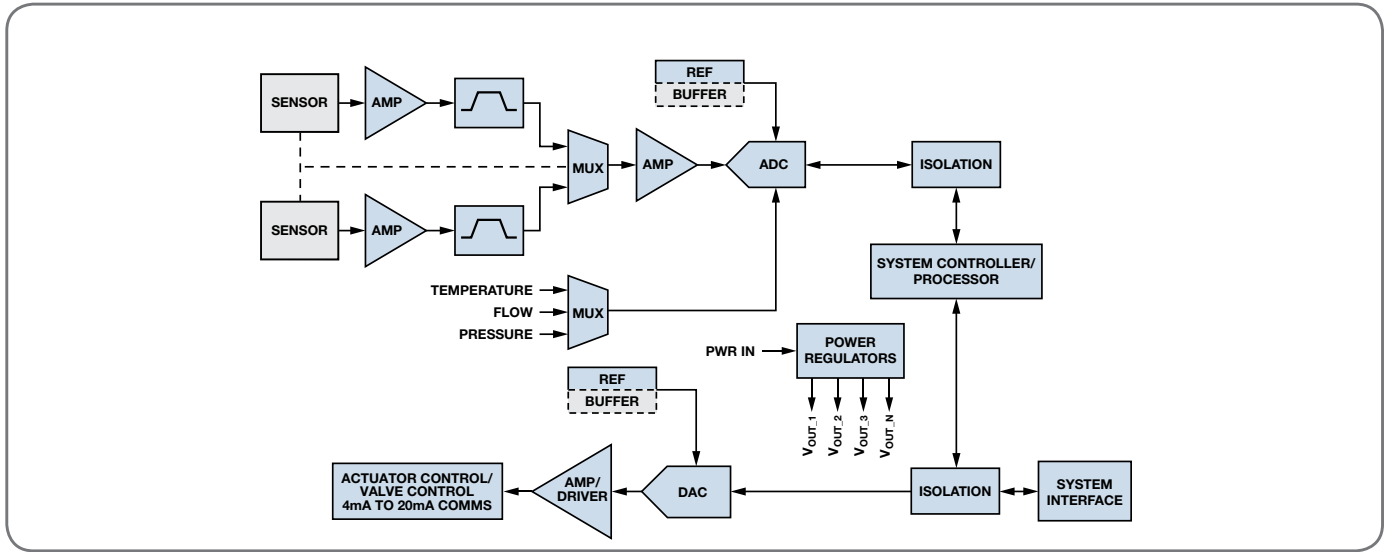 SENSOR
AMP
REF
BUFFER
MUX
AMP
ADC
ISOLATION
SENSOR
AMP
SYSTEM CONTROLLER/
PROCESSOR
TEMPERATURE
FLOW
PRESSURE
MUX
PWR IN
POWER
REGULATORS
VOUT_1
VOUT_2
VOUT_3
VOUT_N
REF
BUFFER
ACTUATOR CONTROL/
VALVE CONTROL
4mA TO 20mA COMMS
AMP/
DRIVER
DAC
ISOLATION
SYSTEM
INTERFACE